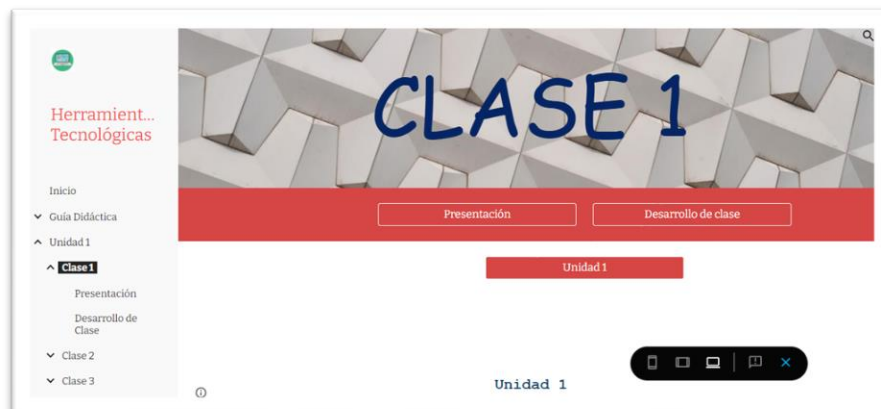 Herramient...
Tecnológicas
Inicio
Guía Didáctica
Unidad 1
Clase 1
Presentación
Desarrollo de
Clase
Clase 2
Clase 3
CLASE 1
Presentación
Desarrollo de clase
Unidad 1
Unidad 1